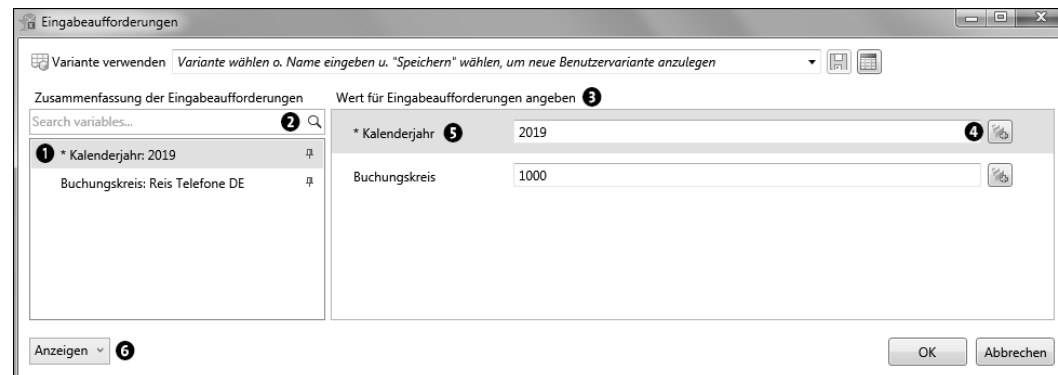 Eingabeaufforderungen
Variante verwenden Variante wählen o. Name eingeben u. "Speichern" wählen, um neue Benutzervariante anzulegen
Zusammenfassung der Eingabeaufforderungen
Wert für Eingabeaufforderungen angeben 3
Search variables... 2
1 * Kalenderjahr: 2019
Buchungskreis: Reis Telefone DE
* Kalenderjahr 5 2019 4
Buchungskreis 1000
Anzeigen 6
OK
Abbrechen